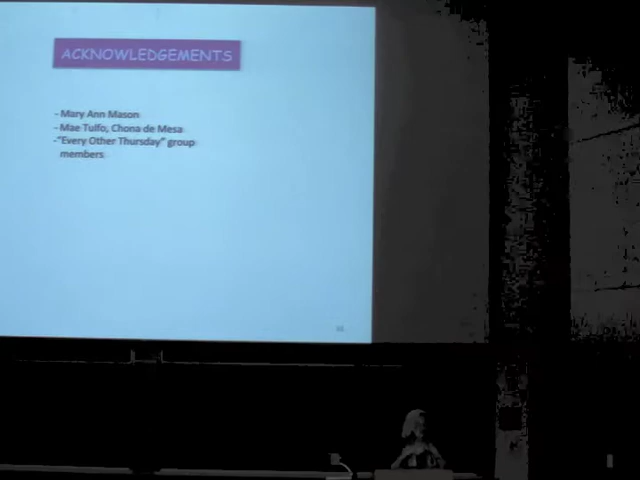 ACKNOWLEDGEMENTS
- Mary Ann Mason
- Mae Tulfo, Chona de Mesa
-"Every Other Thursday" group
members